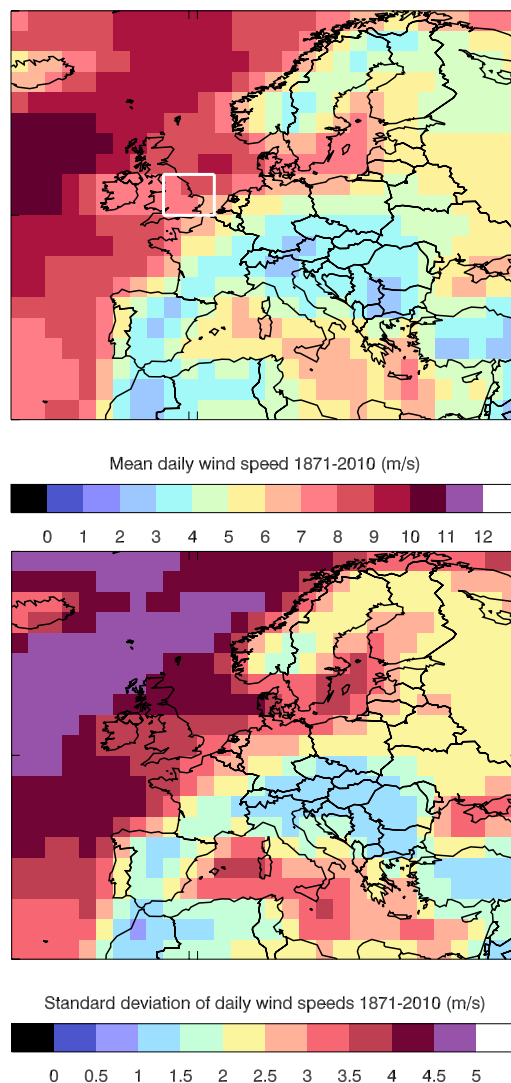 Mean daily wind speed 1871-2010 (m/s)
0 1 2 3 4 5 6 7 8 9 10 11 12
Standard deviation of daily wind speeds 1871-2010 (m/s)
0 0.5 1 1.5 2 2.5 3 3.5 4 4.5 5